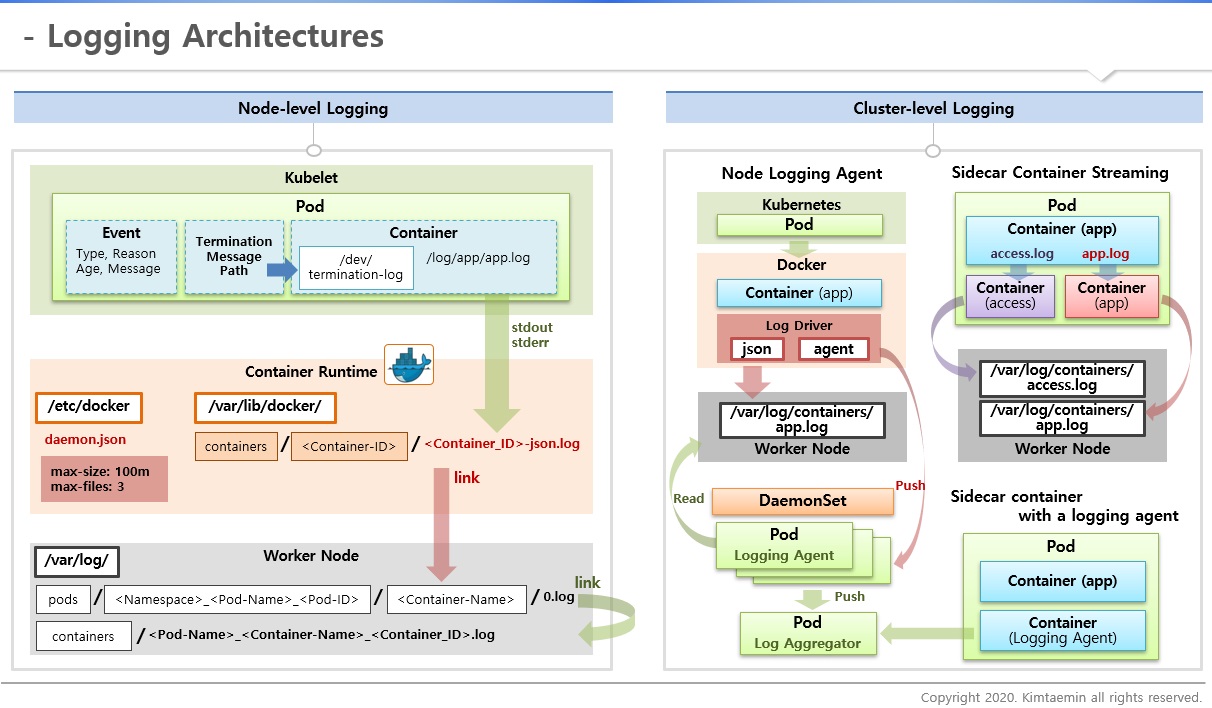 - Logging Architectures
Node-level Logging
Kubelet
Pod
Event
Type, Reason
Age, Message
Termination
Message
Path
Container
/dev/
termination-log
/log/app/app.log
stdout
stderr
Container Runtime
/etc/docker
daemon.json
max-size: 100m
max-files: 3
/var/lib/docker/
containers / <Container-ID> / <Container_ID>-json.log
link
Worker Node
/var/log/
pods / <Namespace>_<Pod-Name>_<Pod-ID> / <Container-Name> / 0.log
link
containers / <Pod-Name>_<Container-Name>_<Container_ID>.log
Cluster-level Logging
Node Logging Agent
Kubernetes
Pod
Docker
Container (app)
Log Driver
json
agent
/var/log/containers/
app.log
Worker Node
Read
Push
DaemonSet
Pod
Logging Agent
Push
Pod
Log Aggregator
Sidecar Container Streaming
Pod
Container (app)
access.log
app.log
Container
(access)
Container
(app)
/var/log/containers/
access.log
/var/log/containers/
app.log
Worker Node
Sidecar container
with a logging agent
Pod
Container (app)
Container
(Logging Agent)
Copyright 2020. Kimtaemin all rights reserved.